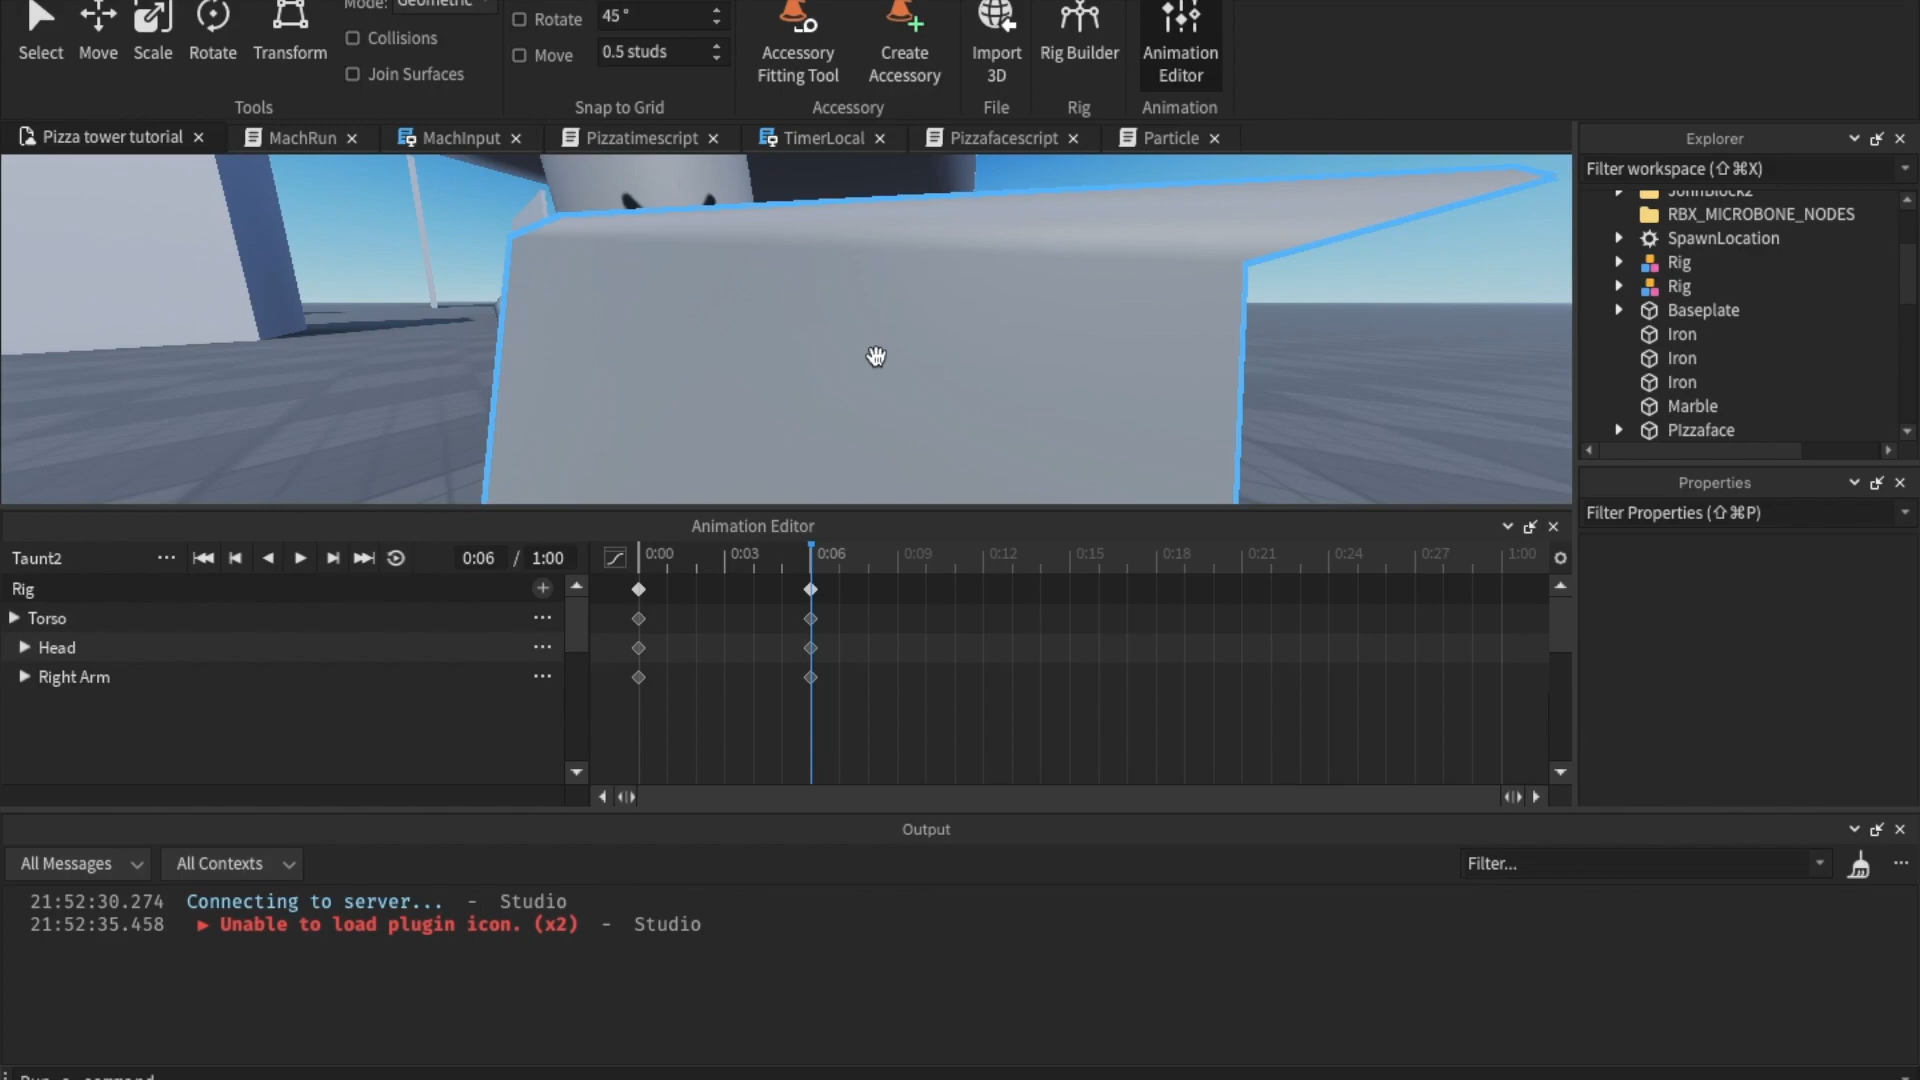 Mode: Geometric
Rotate 45°
Collisions
Select Move Scale Rotate Transform
Move 0.5 studs
Join Surfaces
Accessory Fitting Tool
Create Accessory
Import 3D
Rig Builder
Animation Editor
Tools
Snap to Grid
Accessory
File
Rig
Animation
Pizza tower tutorial
MachRun
MachInput
Pizzatimescript
TimerLocal
Pizzafacescript
Particle
Explorer
Filter workspace (⇧⌘X)
JohnBlock2
RBX_MICROBONE_NODES
SpawnLocation
Rig
Rig
Baseplate
Iron
Iron
Iron
Marble
PIzzaface
Properties
Filter Properties (⇧⌘P)
Animation Editor
Taunt2
0:06 / 1:00
0:00 0:03 0:06 0:09 0:12 0:15 0:18 0:21 0:24 0:27 1:00
Rig
Torso
Head
Right Arm
Output
All Messages
All Contexts
Filter...
21:52:30.274 Connecting to server... - Studio
21:52:35.458 Unable to load plugin icon. (x2) - Studio
Run a command